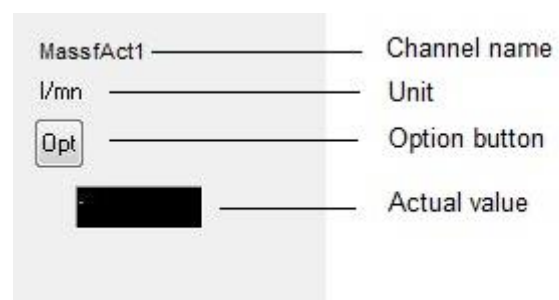 MassfAct1 Channel name
l/mn Unit
Opt Option button
Actual value